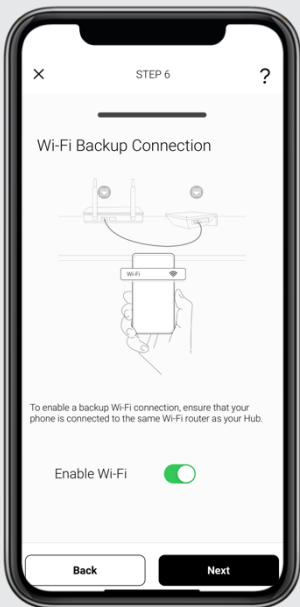 STEP 6
?
Wi-Fi Backup Connection
Wi-Fi
To enable a backup Wi-Fi connection, ensure that your
phone is connected to the same Wi-Fi router as your Hub.
Enable Wi-Fi
Back
Next